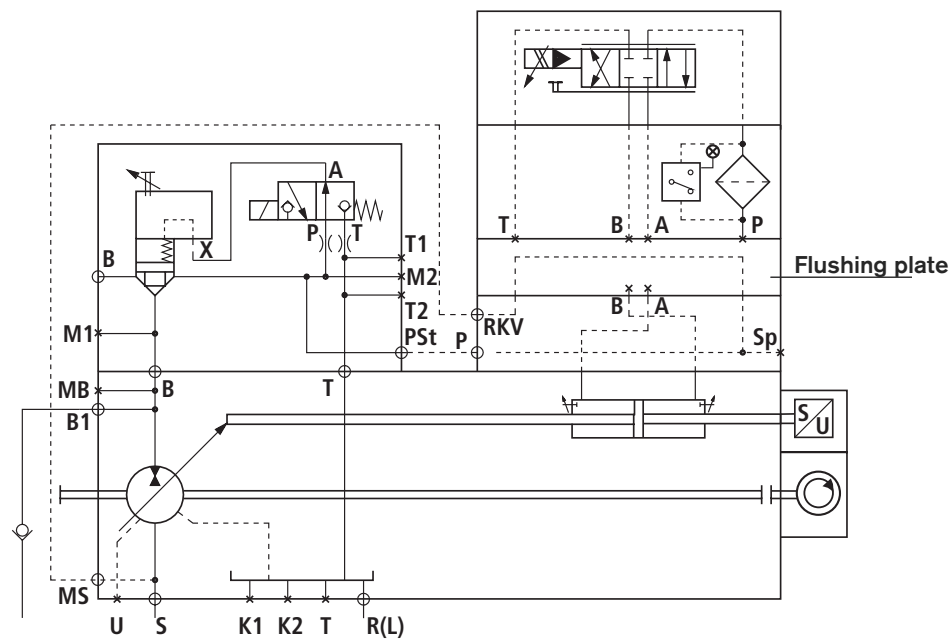 A
X
P
T
B
T1
M2
T2
M1
PSt
P
RKV
T
B
A
P
Flushing plate
B
A
Sp
MB
B
T
B1
S
U
MS
U
S
K1
K2
T
R(L)